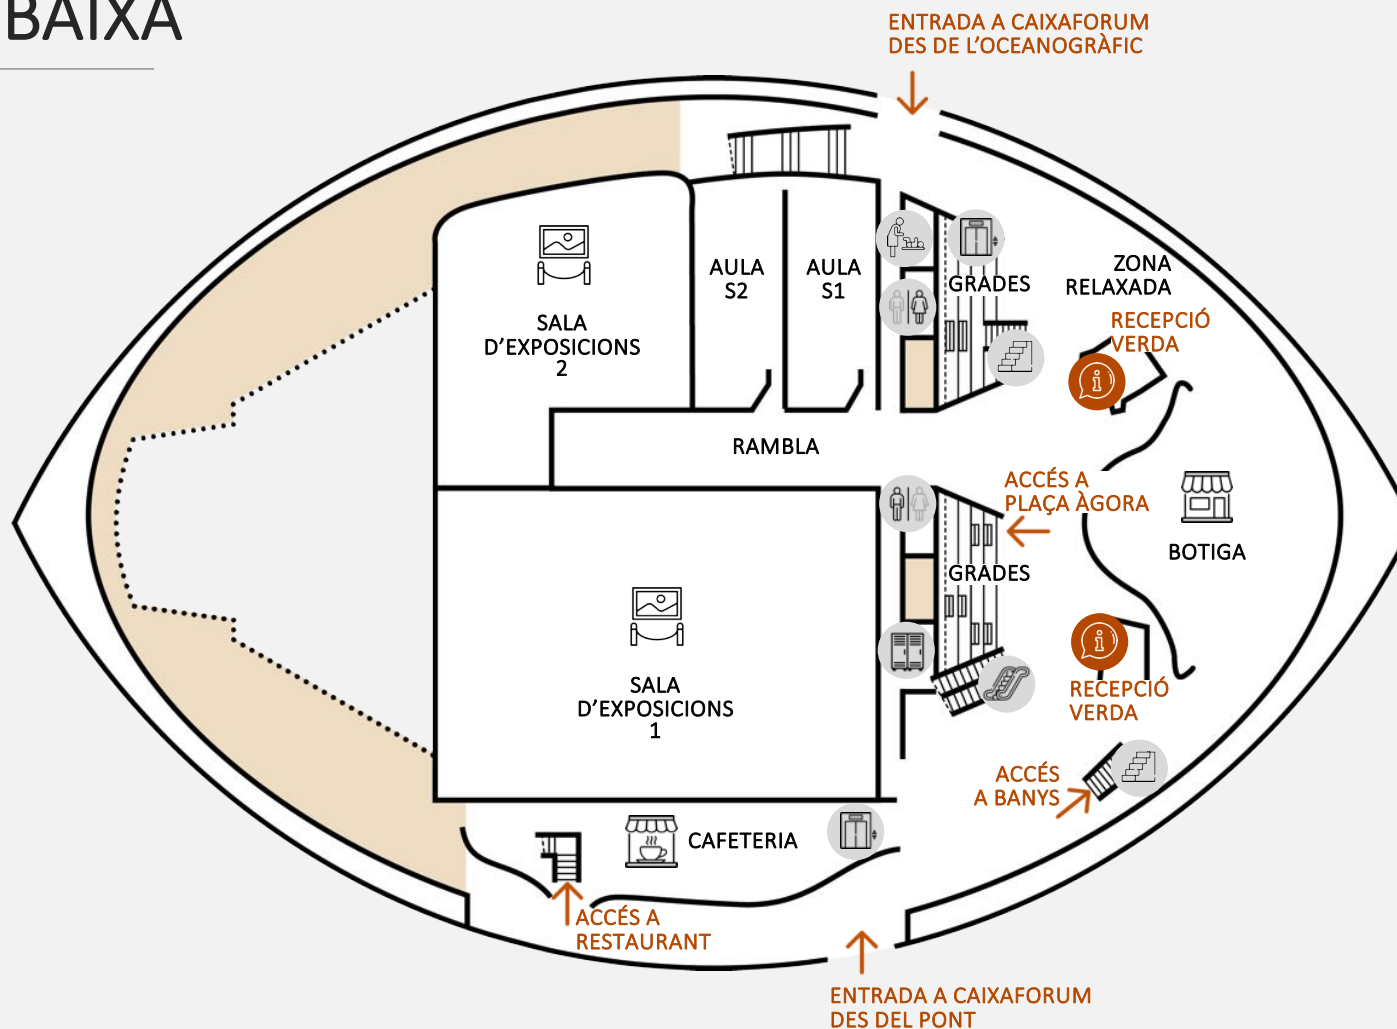 BAIXA
ENTRADA A CAIXAFORUM
DES DE L'OCEANOGRÀFIC
AULA
S2
AULA
S1
GRADES
ZONA
RELAXADA
SALA
D'EXPOSICIONS
2
RECEPCIÓ
VERDA
RAMBLA
ACCÉS A
PLAÇA ÀGORA
BOTIGA
GRADES
SALA
D'EXPOSICIONS
1
RECEPCIÓ
VERDA
ACCÉS
A BANYS
CAFETERIA
ACCÉS A
RESTAURANT
ENTRADA A CAIXAFORUM
DES DEL PONT